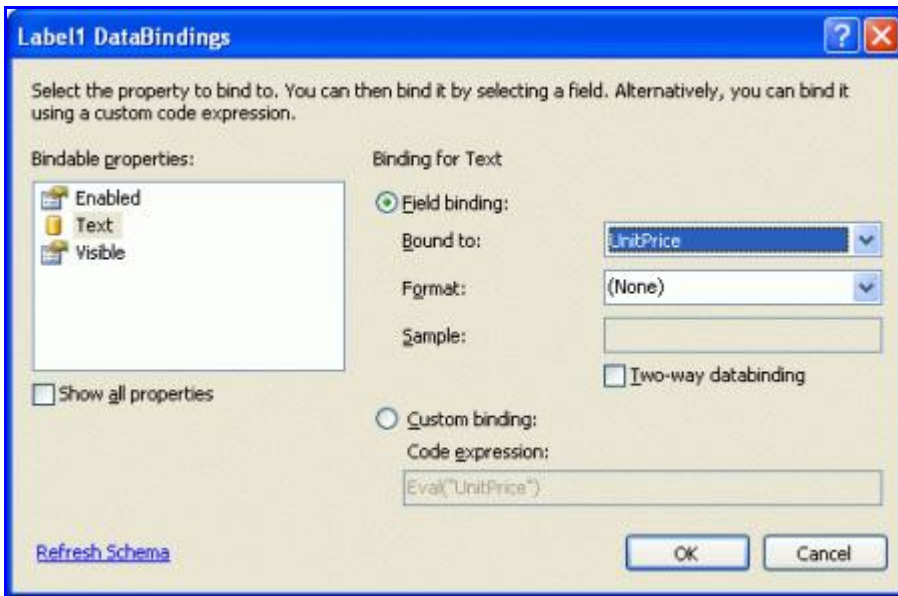 Label1 DataBindings
Select the property to bind to. You can then bind it by selecting a field. Alternatively, you can bind it
using a custom code expression.
Bindable properties:
Enabled
Text
Visible
Show all properties
Binding for Text
Field binding:
Bound to: UnitPrice
Format: (None)
Sample:
Two-way databinding
Custom binding:
Code expression:
Eval("UnitPrice")
Refresh Schema
OK Cancel